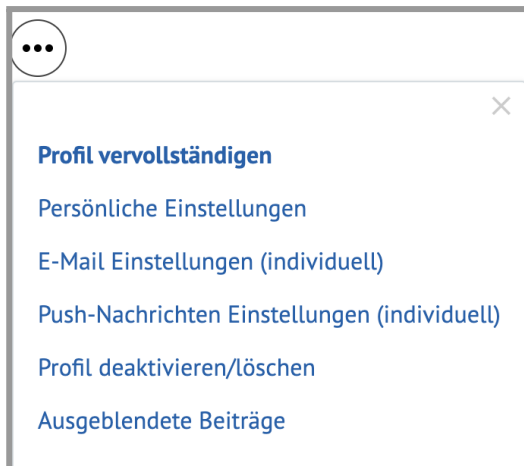 Profil vervollständigen
Persönliche Einstellungen
E-Mail Einstellungen (individuell)
Push-Nachrichten Einstellungen (individuell)
Profil deaktivieren/löschen
Ausgeblendete Beiträge